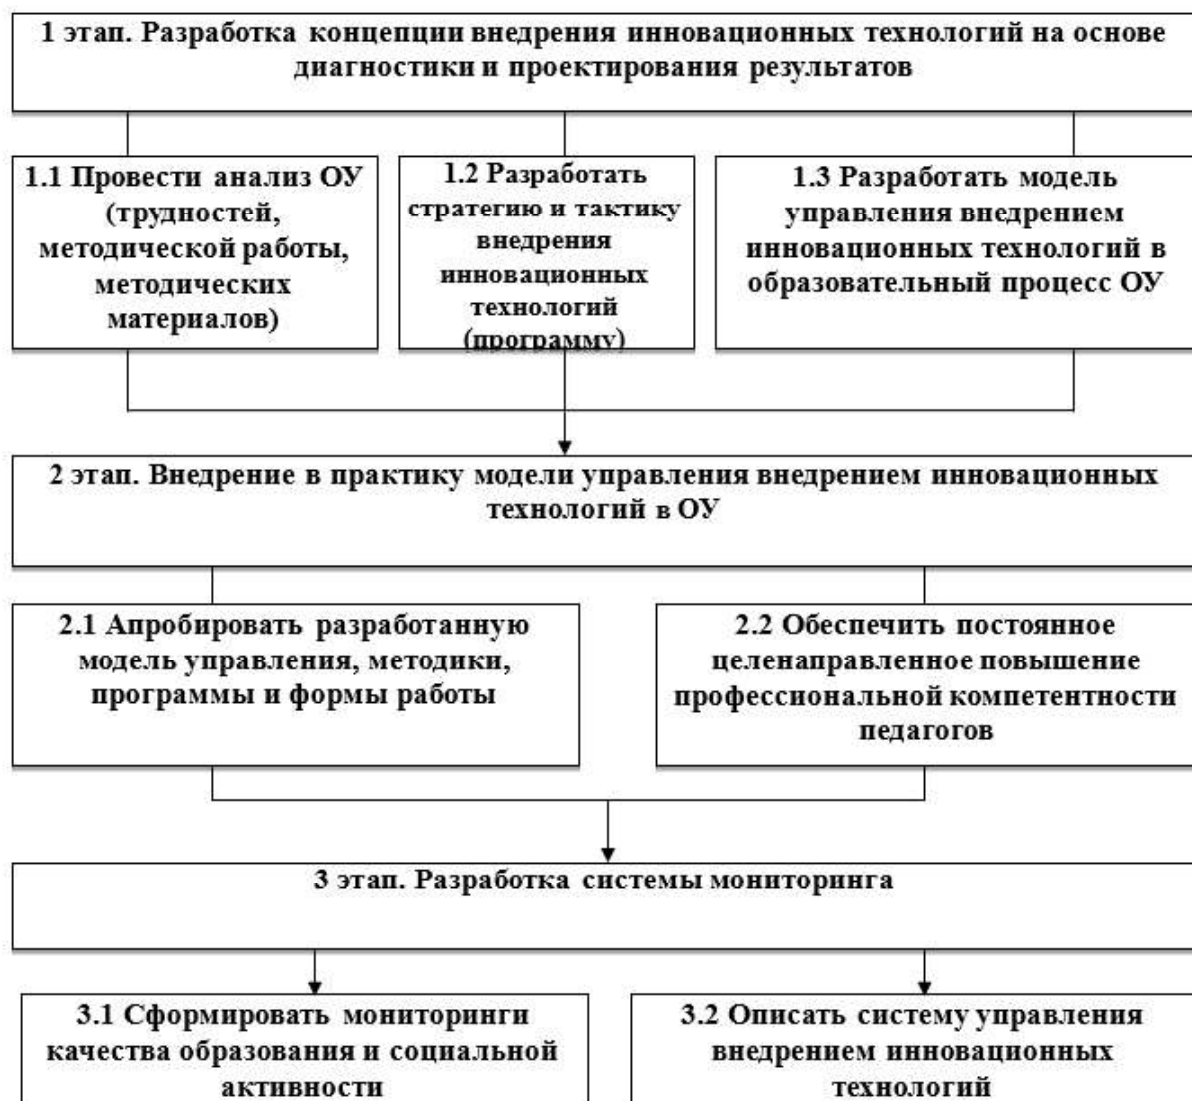 1 этап. Разработка концепции внедрения инновационных технологий на основе
диагностики и проектирования результатов
1.1 Провести анализ ОУ
(трудностей,
методической работы,
методических
материалов)
1.2 Разработать
стратегию и тактику
внедрения
инновационных
технологий
(программу)
1.3 Разработать модель
управления внедрением
инновационных технологий в
образовательный процесс ОУ
2 этап. Внедрение в практику модели управления внедрением инновационных
технологий в ОУ
2.1 Апробировать разработанную
модель управления, методики,
программы и формы работы
2.2 Обеспечить постоянное
целенаправленное повышение
профессиональной компетентности
педагогов
3 этап. Разработка системы мониторинга
3.1 Сформировать мониторинги
качества образования и социальной
активности
3.2 Описать систему управления
внедрением инновационных
технологий